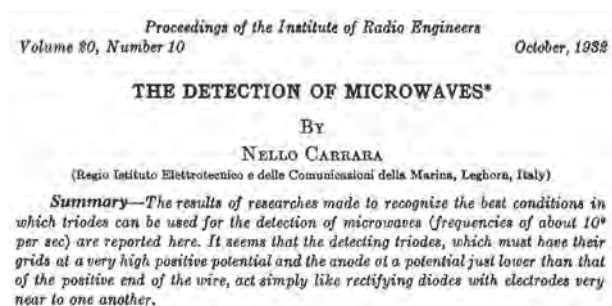 Proceedings of the Institute of Radio Engineers
Volume 20, Number 10 October, 1932
THE DETECTION OF MICROWAVES*
By
NELLO CARRARA
(Regio Istituto Elettrotecnico e delle Comunicazioni della Marina, Leghorn, Italy)
Summary—The results of researches made to recognize the best conditions in
which triodes can be used for the detection of microwaves (frequencies of about 10⁹
per sec) are reported here. It seems that the detecting triodes, which must have their
grids at a very high positive potential and the anode at a potential just lower than that
of the positive end of the wire, act simply like rectifying diodes with electrodes very
near to one another.